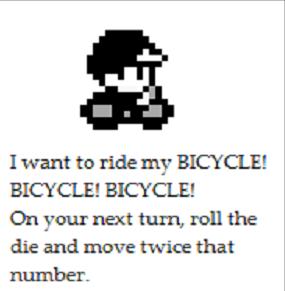 I want to ride my BICYCLE!
BICYCLE! BICYCLE!
On your next turn, roll the
die and move twice that
number.